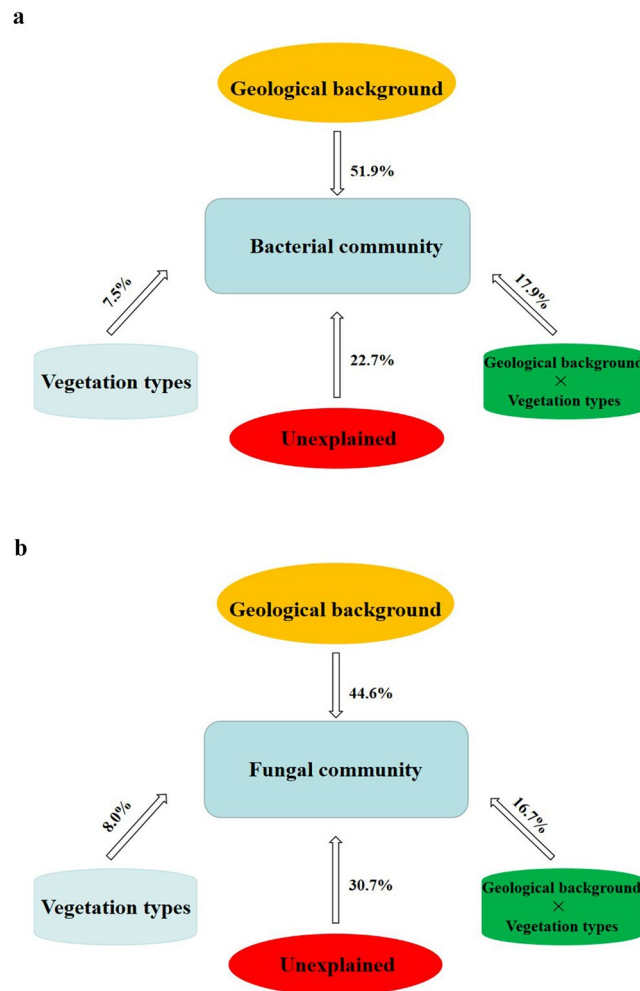 a
Geological background
51.9%
Bacterial community
7.5%
17.9%
Vegetation types
22.7%
Geological background
×
Vegetation types
Unexplained
b
Geological background
44.6%
Fungal community
8.0%
16.7%
Vegetation types
30.7%
Geological background
×
Vegetation types
Unexplained